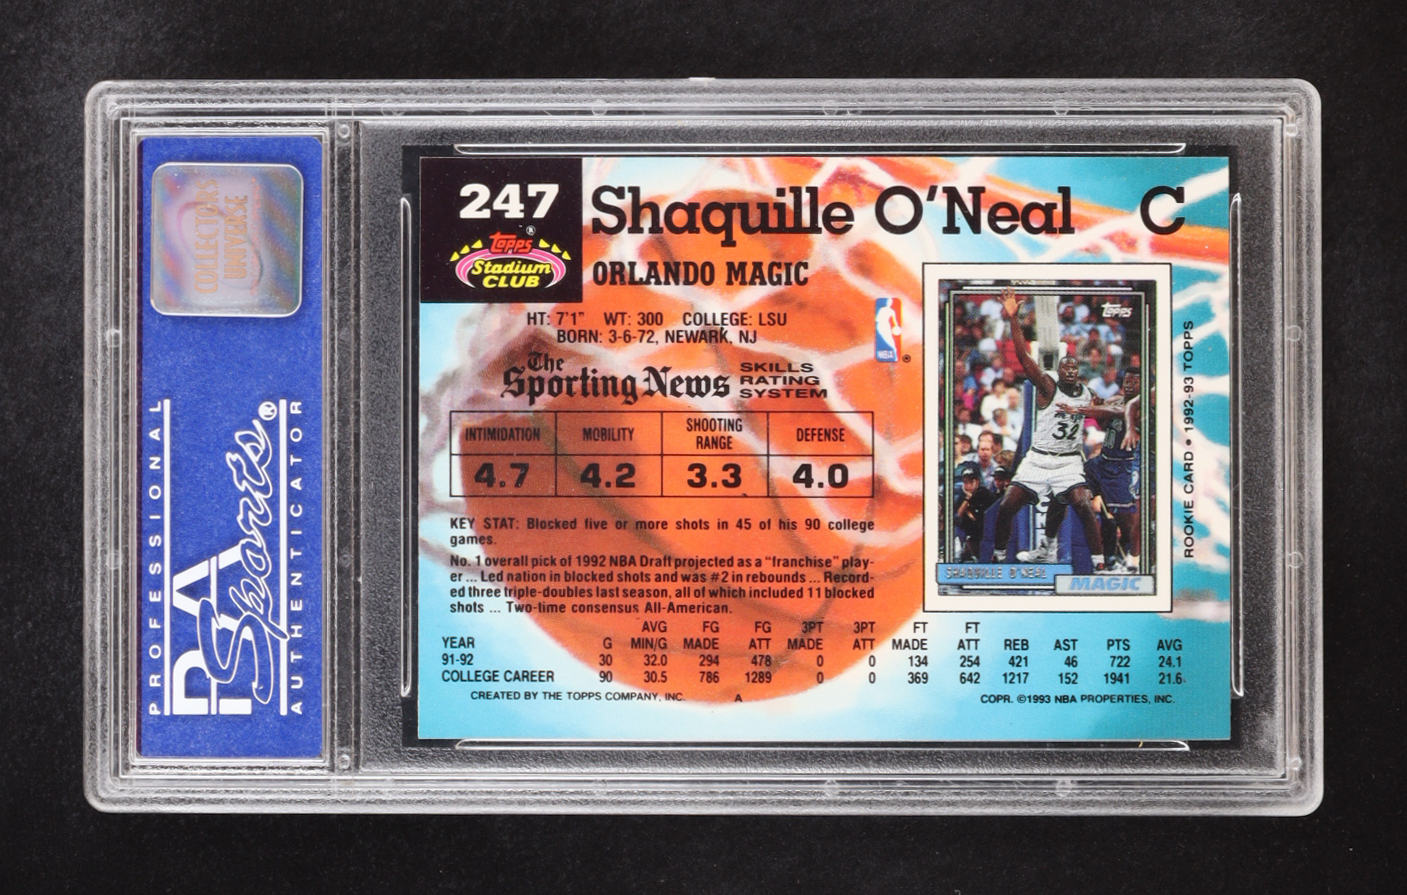 COLLECTORS
UNIVERSE
PROFESSIONAL
PSA Sports®
AUTHENTICATOR
247
Topps®
Stadium
CLUB
Shaquille O'Neal C
ORLANDO MAGIC
HT: 7'1" WT: 300 COLLEGE: LSU
BORN: 3-6-72, NEWARK, NJ
NBA ®
The
Sporting News
SKILLS
RATING
SYSTEM
INTIMIDATION MOBILITY SHOOTING RANGE DEFENSE
4.7 4.2 3.3 4.0
KEY STAT: Blocked five or more shots in 45 of his 90 college
games.
No. 1 overall pick of 1992 NBA Draft projected as a "franchise" play-
er ... Led nation in blocked shots and was #2 in rebounds ... Record-
ed three triple-doubles last season, all of which included 11 blocked
shots ... Two-time consensus All-American.
Topps
32
SHAQUILLE O'NEAL
MAGIC
ROOKIE CARD • 1992-93 TOPPS
AVG FG FG 3PT 3PT FT FT
YEAR G MIN/G MADE ATT MADE ATT MADE ATT REB AST PTS AVG
91-92 30 32.0 294 478 0 0 134 254 421 46 722 24.1
COLLEGE CAREER 90 30.5 786 1289 0 0 369 642 1217 152 1941 21.6
CREATED BY THE TOPPS COMPANY, INC. A COPR. ©1993 NBA PROPERTIES, INC.